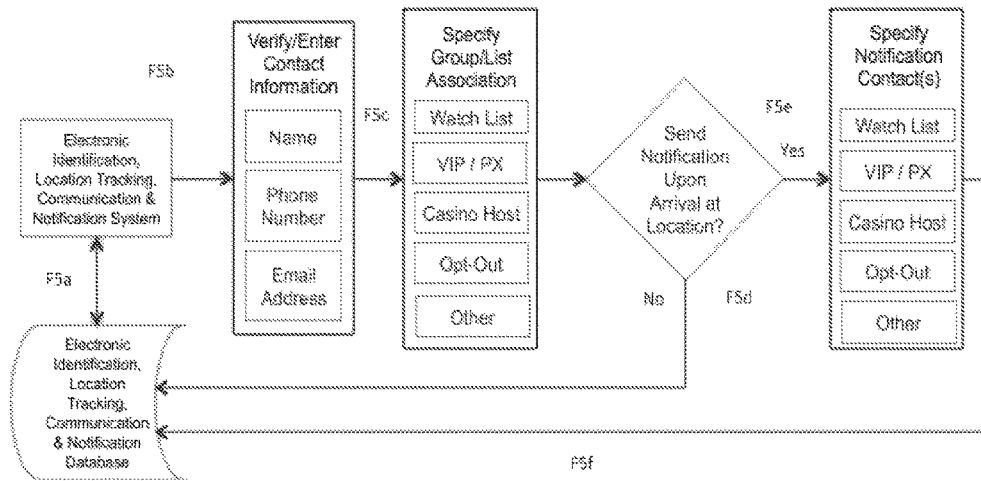 F5b
Electronic
Identification,
Location Tracking,
Communication &
Notification System
F5a
Electronic
Identification,
Location
Tracking,
Communication
& Notification
Database
Verify/Enter
Contact
Information
Name
Phone
Number
Email
Address
F5c
Specify
Group/List
Association
Watch List
VIP / PX
Casino Host
Opt-Out
Other
Send
Notification
Upon
Arrival at
Location?
No
F5d
F5e
Yes
Specify
Notification
Contact(s)
Watch List
VIP / PX
Casino Host
Opt-Out
Other
F5f